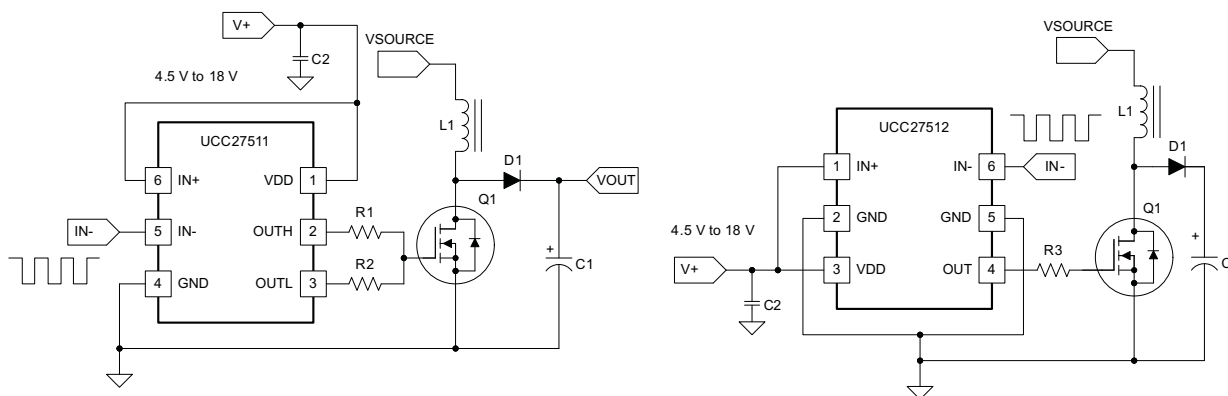 V+
C2
4.5 V to 18 V
VSOURCE
L1
UCC27511
6 IN+
VDD 1
IN-
5 IN-
OUTH 2
4 GND
OUTL 3
R1
R2
D1
Q1
VOUT
+
C1
VSOURCE
L1
UCC27512
1 IN+
IN- 6
IN-
2 GND
GND 5
3 VDD
OUT 4
4.5 V to 18 V
V+
C2
R3
D1
Q1
+
C